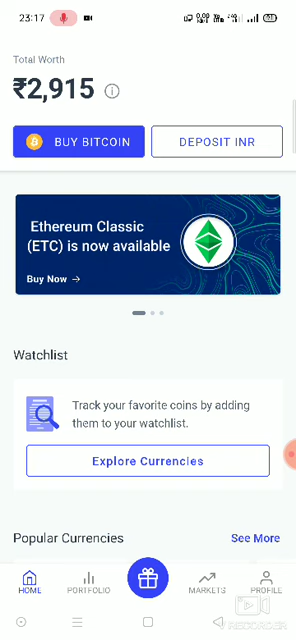 23:17
Total Worth
₹2,915
BUY BITCOIN
DEPOSIT INR
Ethereum Classic
(ETC) is now available
Buy Now →
Watchlist
Track your favorite coins by adding
them to your watchlist.
Explore Currencies
Popular Currencies
See More
HOME
PORTFOLIO
MARKETS
PROFILE
RECORDER